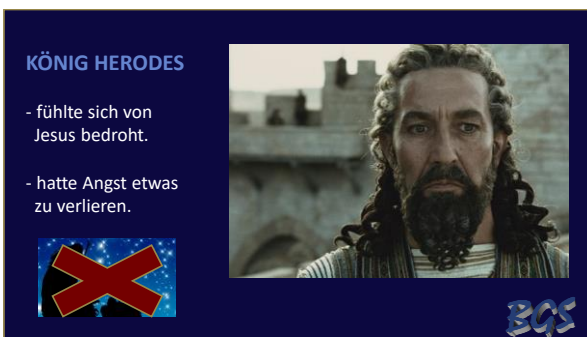 KÖNIG HERODES
- fühlte sich von
Jesus bedroht.
- hatte Angst etwas
zu verlieren.
BGS